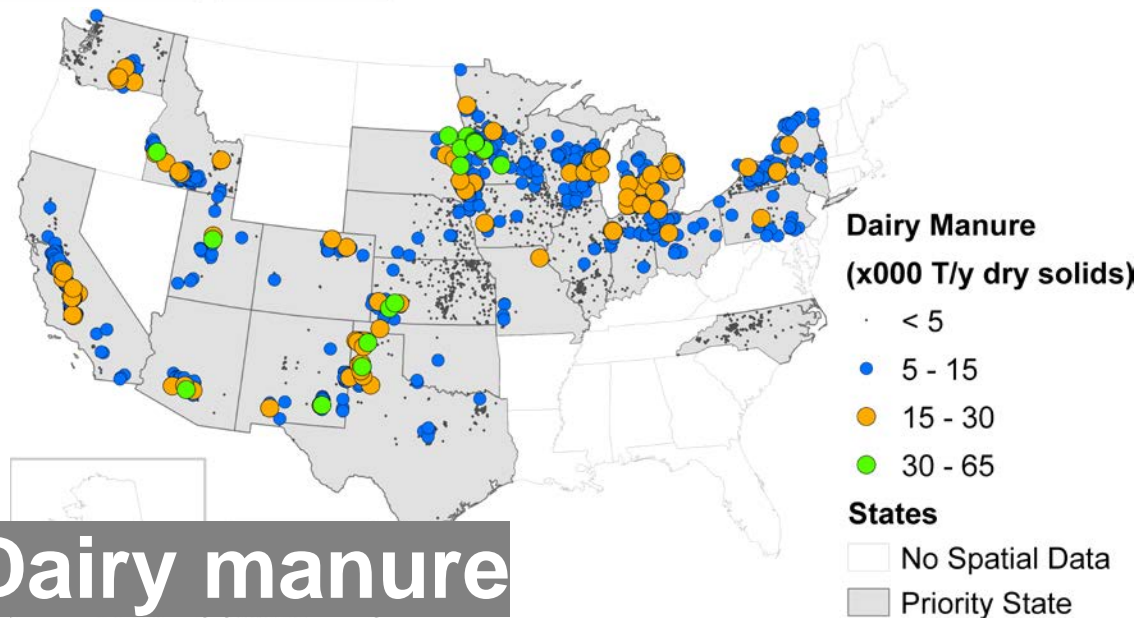 Dairy Manure
(x000 T/y dry solids)
< 5
5 - 15
15 - 30
30 - 65
States
No Spatial Data
Priority State
Dairy manure